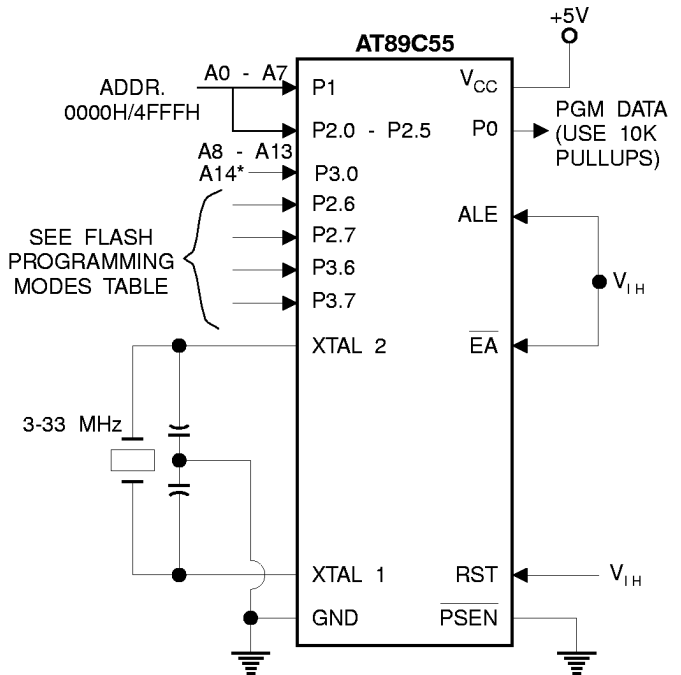 +5V
AT89C55
A0 - A7
ADDR.
0000H/4FFFH
P1
VCC
P2.0 - P2.5
P0
PGM DATA
(USE 10K
PULLUPS)
A8 - A13
A14*
P3.0
P2.6
ALE
SEE FLASH
PROGRAMMING
MODES TABLE
P2.7
P3.6
P3.7
VIH
XTAL 2
EA
3-33 MHz
XTAL 1
RST
VIH
GND
PSEN